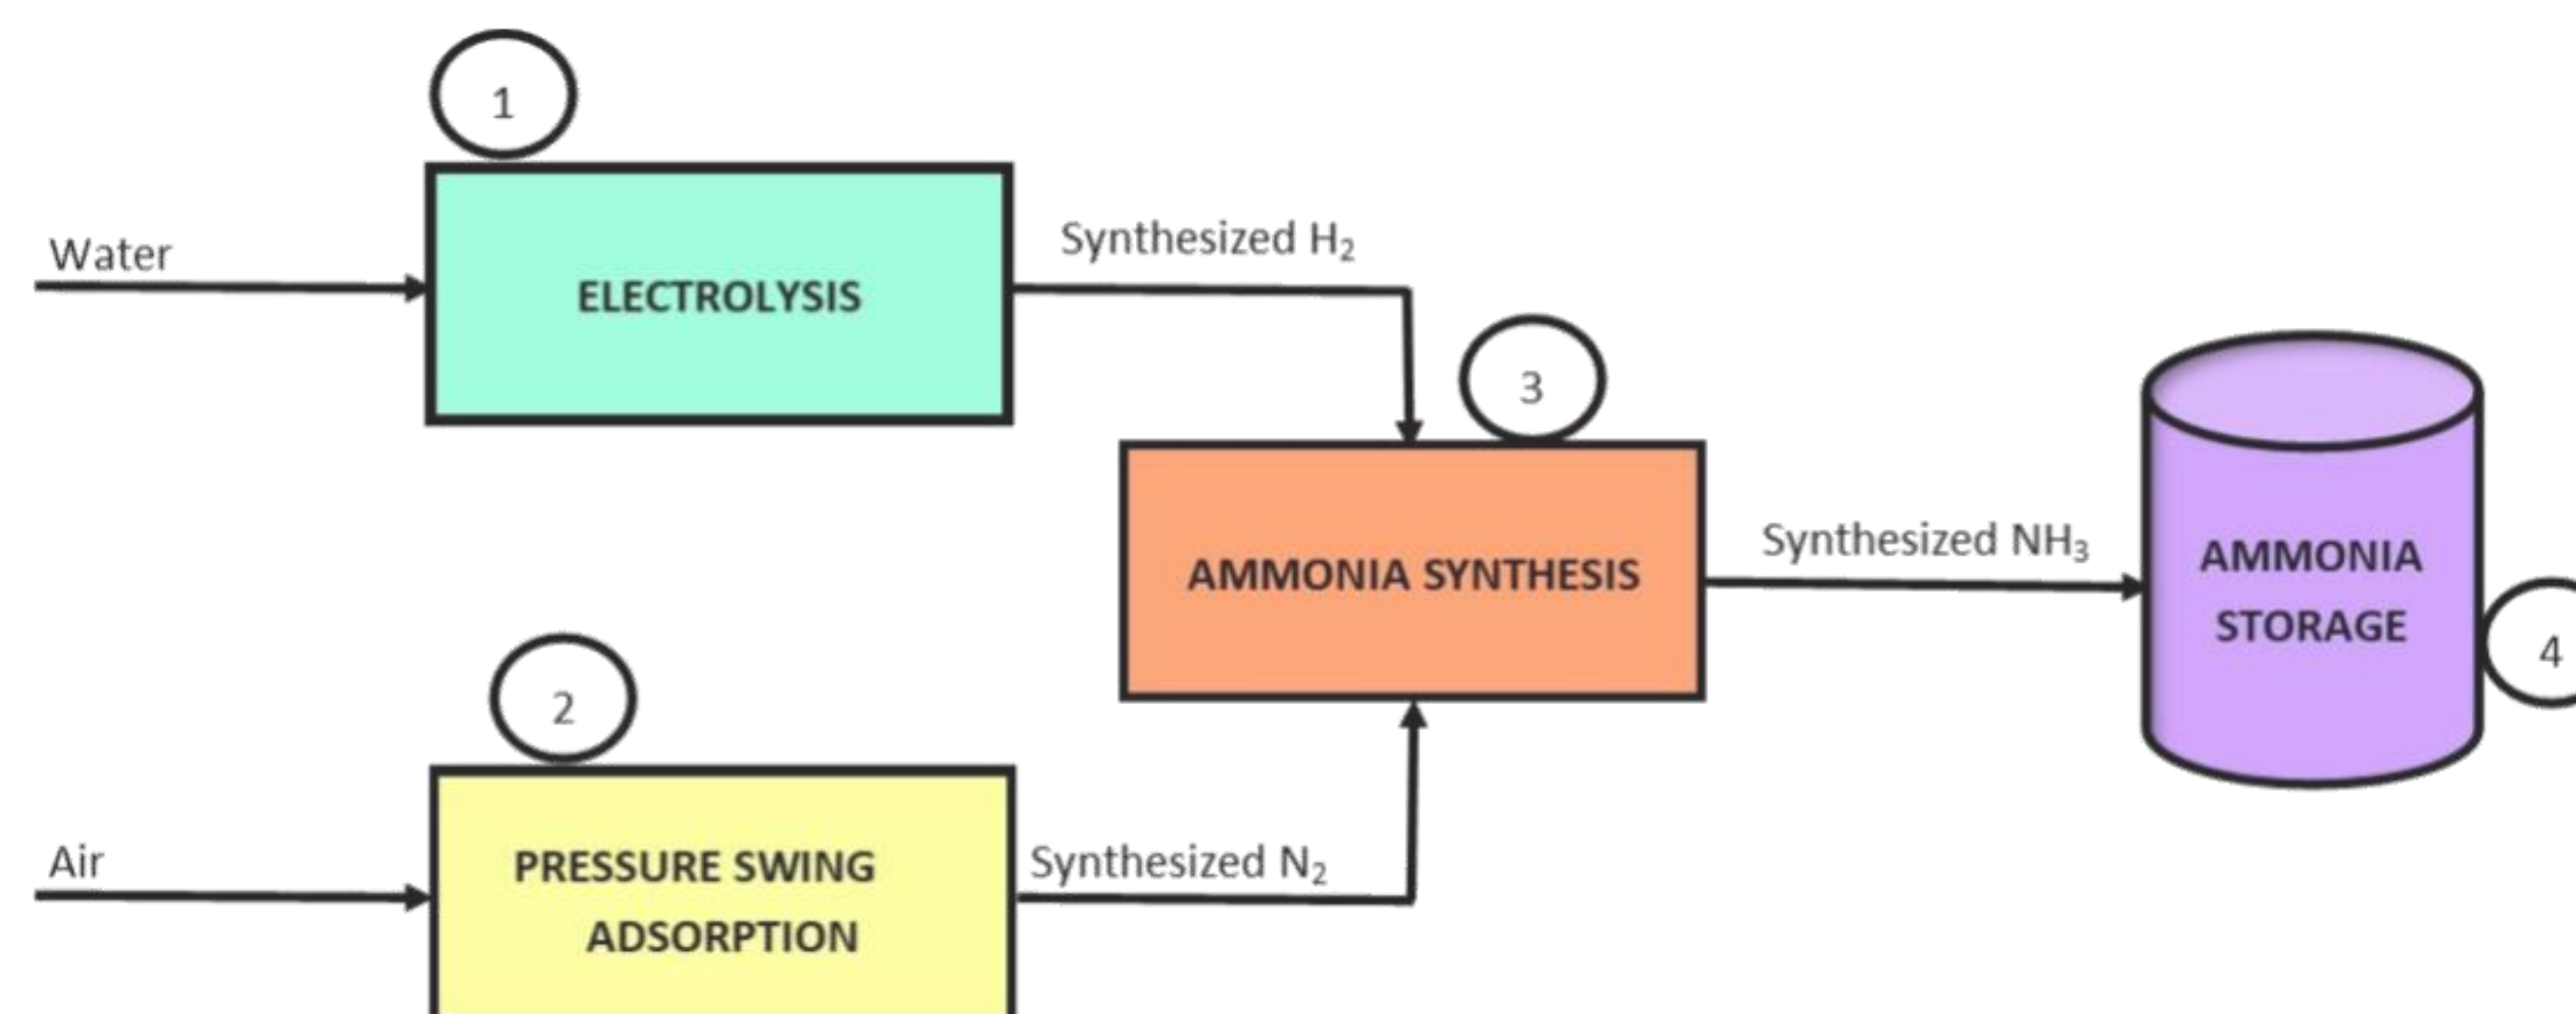 1
Water
ELECTROLYSIS
Synthesized H₂
3
AMMONIA SYNTHESIS
Synthesized NH₃
AMMONIA
STORAGE
4
2
Air
PRESSURE SWING
ADSORPTION
Synthesized N₂